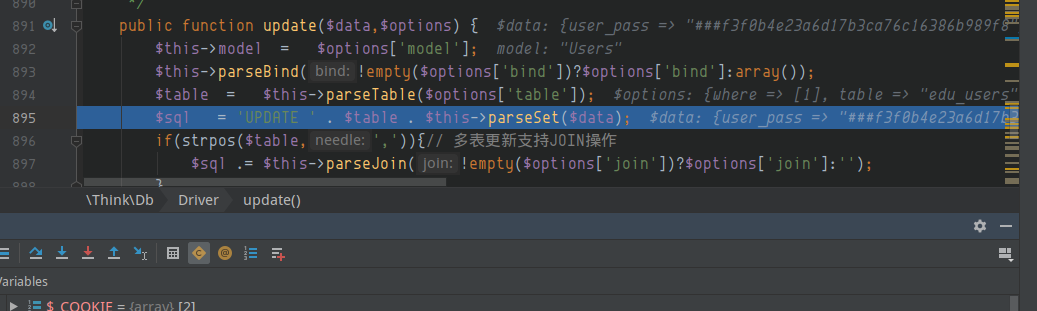 890 */
891 public function update($data,$options) { $data: {user_pass => "###f3f0b4e23a6d17b3ca76c16386b989f8"
892 $this->model = $options['model']; model: "Users"
893 $this->parseBind( bind: !empty($options['bind'])?$options['bind']:array());
894 $table = $this->parseTable($options['table']); $options: {where => [1], table => "edu_users"
895 $sql = 'UPDATE ' . $table . $this->parseSet($data); $data: {user_pass => "###f3f0b4e23a6d17b3
896 if(strpos($table, needle: ',')){// 多表更新支持JOIN操作
897 $sql .= $this->parseJoin( join: !empty($options['join'])?$options['join']:'');
898 }
\Think\Db Driver update()
Variables
$_COOKIE = {array} [2]